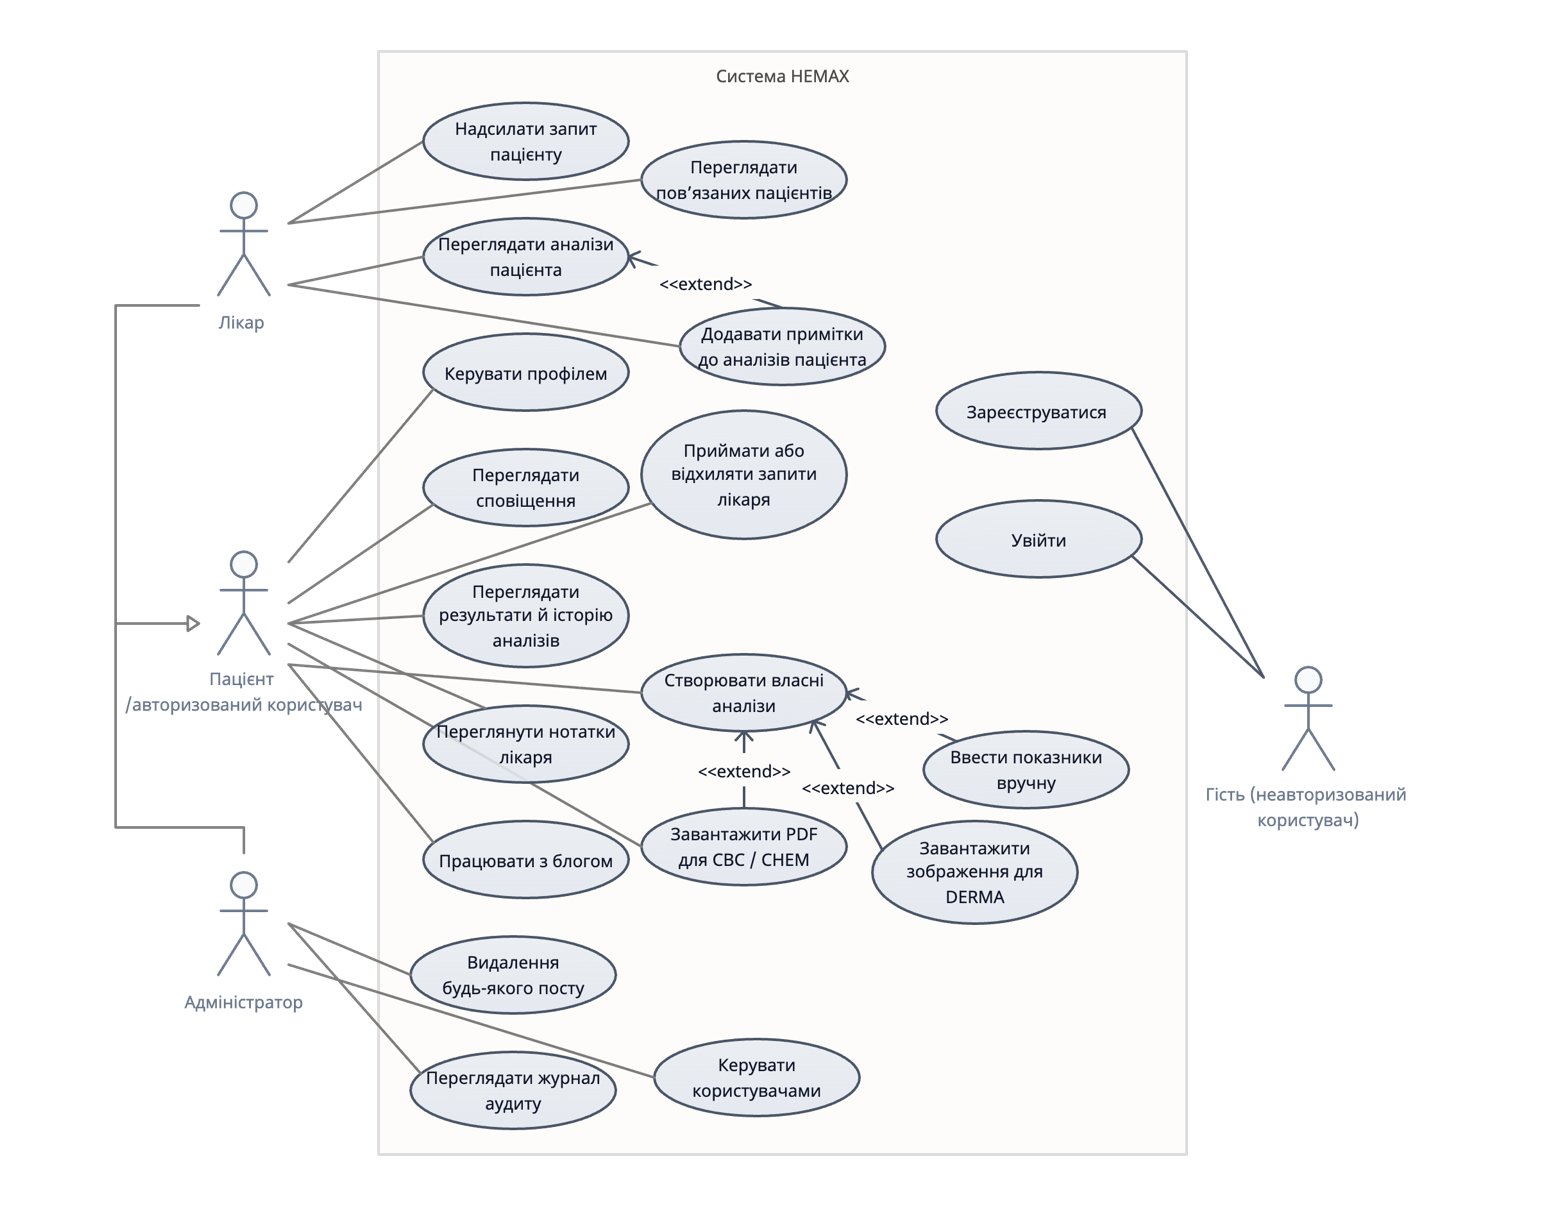 Система HEMAX
Надсилати запит
пацієнту
Переглядати
пов’язаних пацієнтів
Переглядати аналізи
пацієнта
<<extend>>
Лікар
Додавати примітки
до аналізів пацієнта
Керувати профілем
Зареєструватися
Приймати або
відхиляти запити
лікаря
Переглядати
сповіщення
Увійти
Переглядати
результати й історію
аналізів
Пацієнт
/авторизований користувач
Створювати власні
аналізи
<<extend>>
Переглянути нотатки
лікаря
Ввести показники
вручну
<<extend>>
<<extend>>
Гість (неавторизований
користувач)
Працювати з блогом
Завантажити PDF
для CBC / CHEM
Завантажити
зображення для
DERMA
Видалення
будь-якого посту
Адміністратор
Керувати
користувачами
Переглядати журнал
аудиту